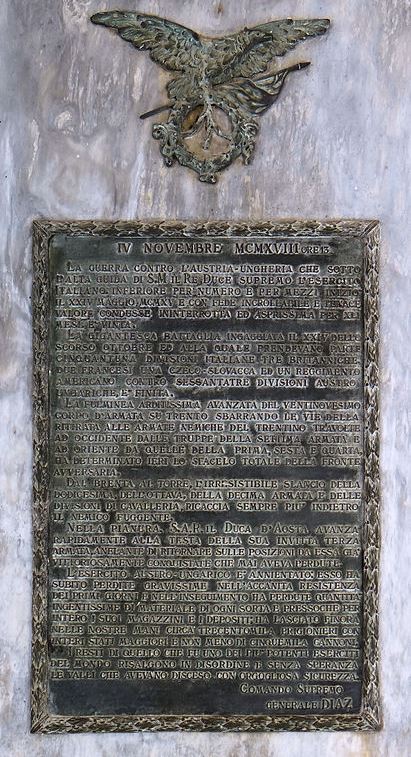 IV NOVEMBRE MCMXVIII ORE 12
LA GUERRA CONTRO L'AUSTRIA-UNGHERIA CHE SOTTO
L'ALTA GUIDA DI S.M. IL RE DUCE SUPREMO L'ESERCITO
ITALIANO INFERIORE PER NUMERO E PER MEZZI INIZIÒ
IL XXIV MAGGIO MCMXV E CON FEDE INCROLLABILE E TENACE
VALORE CONDUSSE ININTERROTTA ED ASPRISSIMA PER XLI
MESI, E' VINTA.
LA GIGANTESCA BATTAGLIA INGAGGIATA IL XXIV DELLO
SCORSO OTTOBRE ED ALLA QUALE PRENDEVANO PARTE
CINQUANTUNA DIVISIONI ITALIANE TRE BRITANNICHE
DUE FRANCESI UNA CZECO-SLOVACCA ED UN REGGIMENTO
AMERICANO CONTRO SESSANTATRE DIVISIONI AUSTRO
UNGARICHE, E' FINITA.
LA FULMINEA ARDITISSIMA AVANZATA DEL VENTINOVESIMO
CORPO D'ARMATA SU TRENTO SBARRANDO LE VIE DELLA
RITIRATA ALLE ARMATE NEMICHE DEL TRENTINO TRAVOLTE
AD OCCIDENTE DALLE TRUPPE DELLA SETTIMA ARMATA E
AD ORIENTE DA QUELLE DELLA PRIMA, SESTA E QUARTA,
HA DETERMINATO IERI LO SFACELO TOTALE DELLA FRONTE
AVVERSARIA.
DAL BRENTA AL TORRE, L'IRRESISTIBILE SLANCIO DELLA
DODICESIMA, DELL'OTTAVA, DELLA DECIMA ARMATA E DELLE
DIVISIONI DI CAVALLERIA, RICACCIA SEMPRE PIU' INDIETRO
IL NEMICO FUGGENTE.
NELLA PIANURA, S.A.R. IL DUCA D'AOSTA AVANZA
RAPIDAMENTE ALLA TESTA DELLA SUA INVITTA TERZA
ARMATA, ANELANTE DI RITORNARE SULLE POSIZIONI DA ESSA GIÀ
VITTORIOSAMENTE CONQUISTATE CHE MAI AVEVA PERDUTE.
L'ESERCITO AUSTRO-UNGARICO E' ANNIENTATO: ESSO HA
SUBITO PERDITE GRAVISSIME NELL'ACCANITA RESISTENZA
DEI PRIMI GIORNI E NELL'INSEGUIMENTO HA PERDUTE QUANTITÀ
INGENTISSIME DI MATERIALE DI OGNI SORTA E PRESSOCHÈ PER
INTERO I SUOI MAGAZZINI E I DEPOSITI: HA LASCIATO FINORA
NELLE NOSTRE MANI CIRCA TRECENTOMILA PRIGIONIERI CON
INTERI STATI MAGGIORI E NON MENO DI CINQUEMILA CANNONI.
I RESTI DI QUELLO CHE FU UNO DEI PIÙ POTENTI ESERCITI
DEL MONDO RISALGONO IN DISORDINE E SENZA SPERANZA
LE VALLI CHE AVEVANO DISCESO CON ORGOGLIOSA SICUREZZA.
COMANDO SUPREMO
GENERALE DIAZ